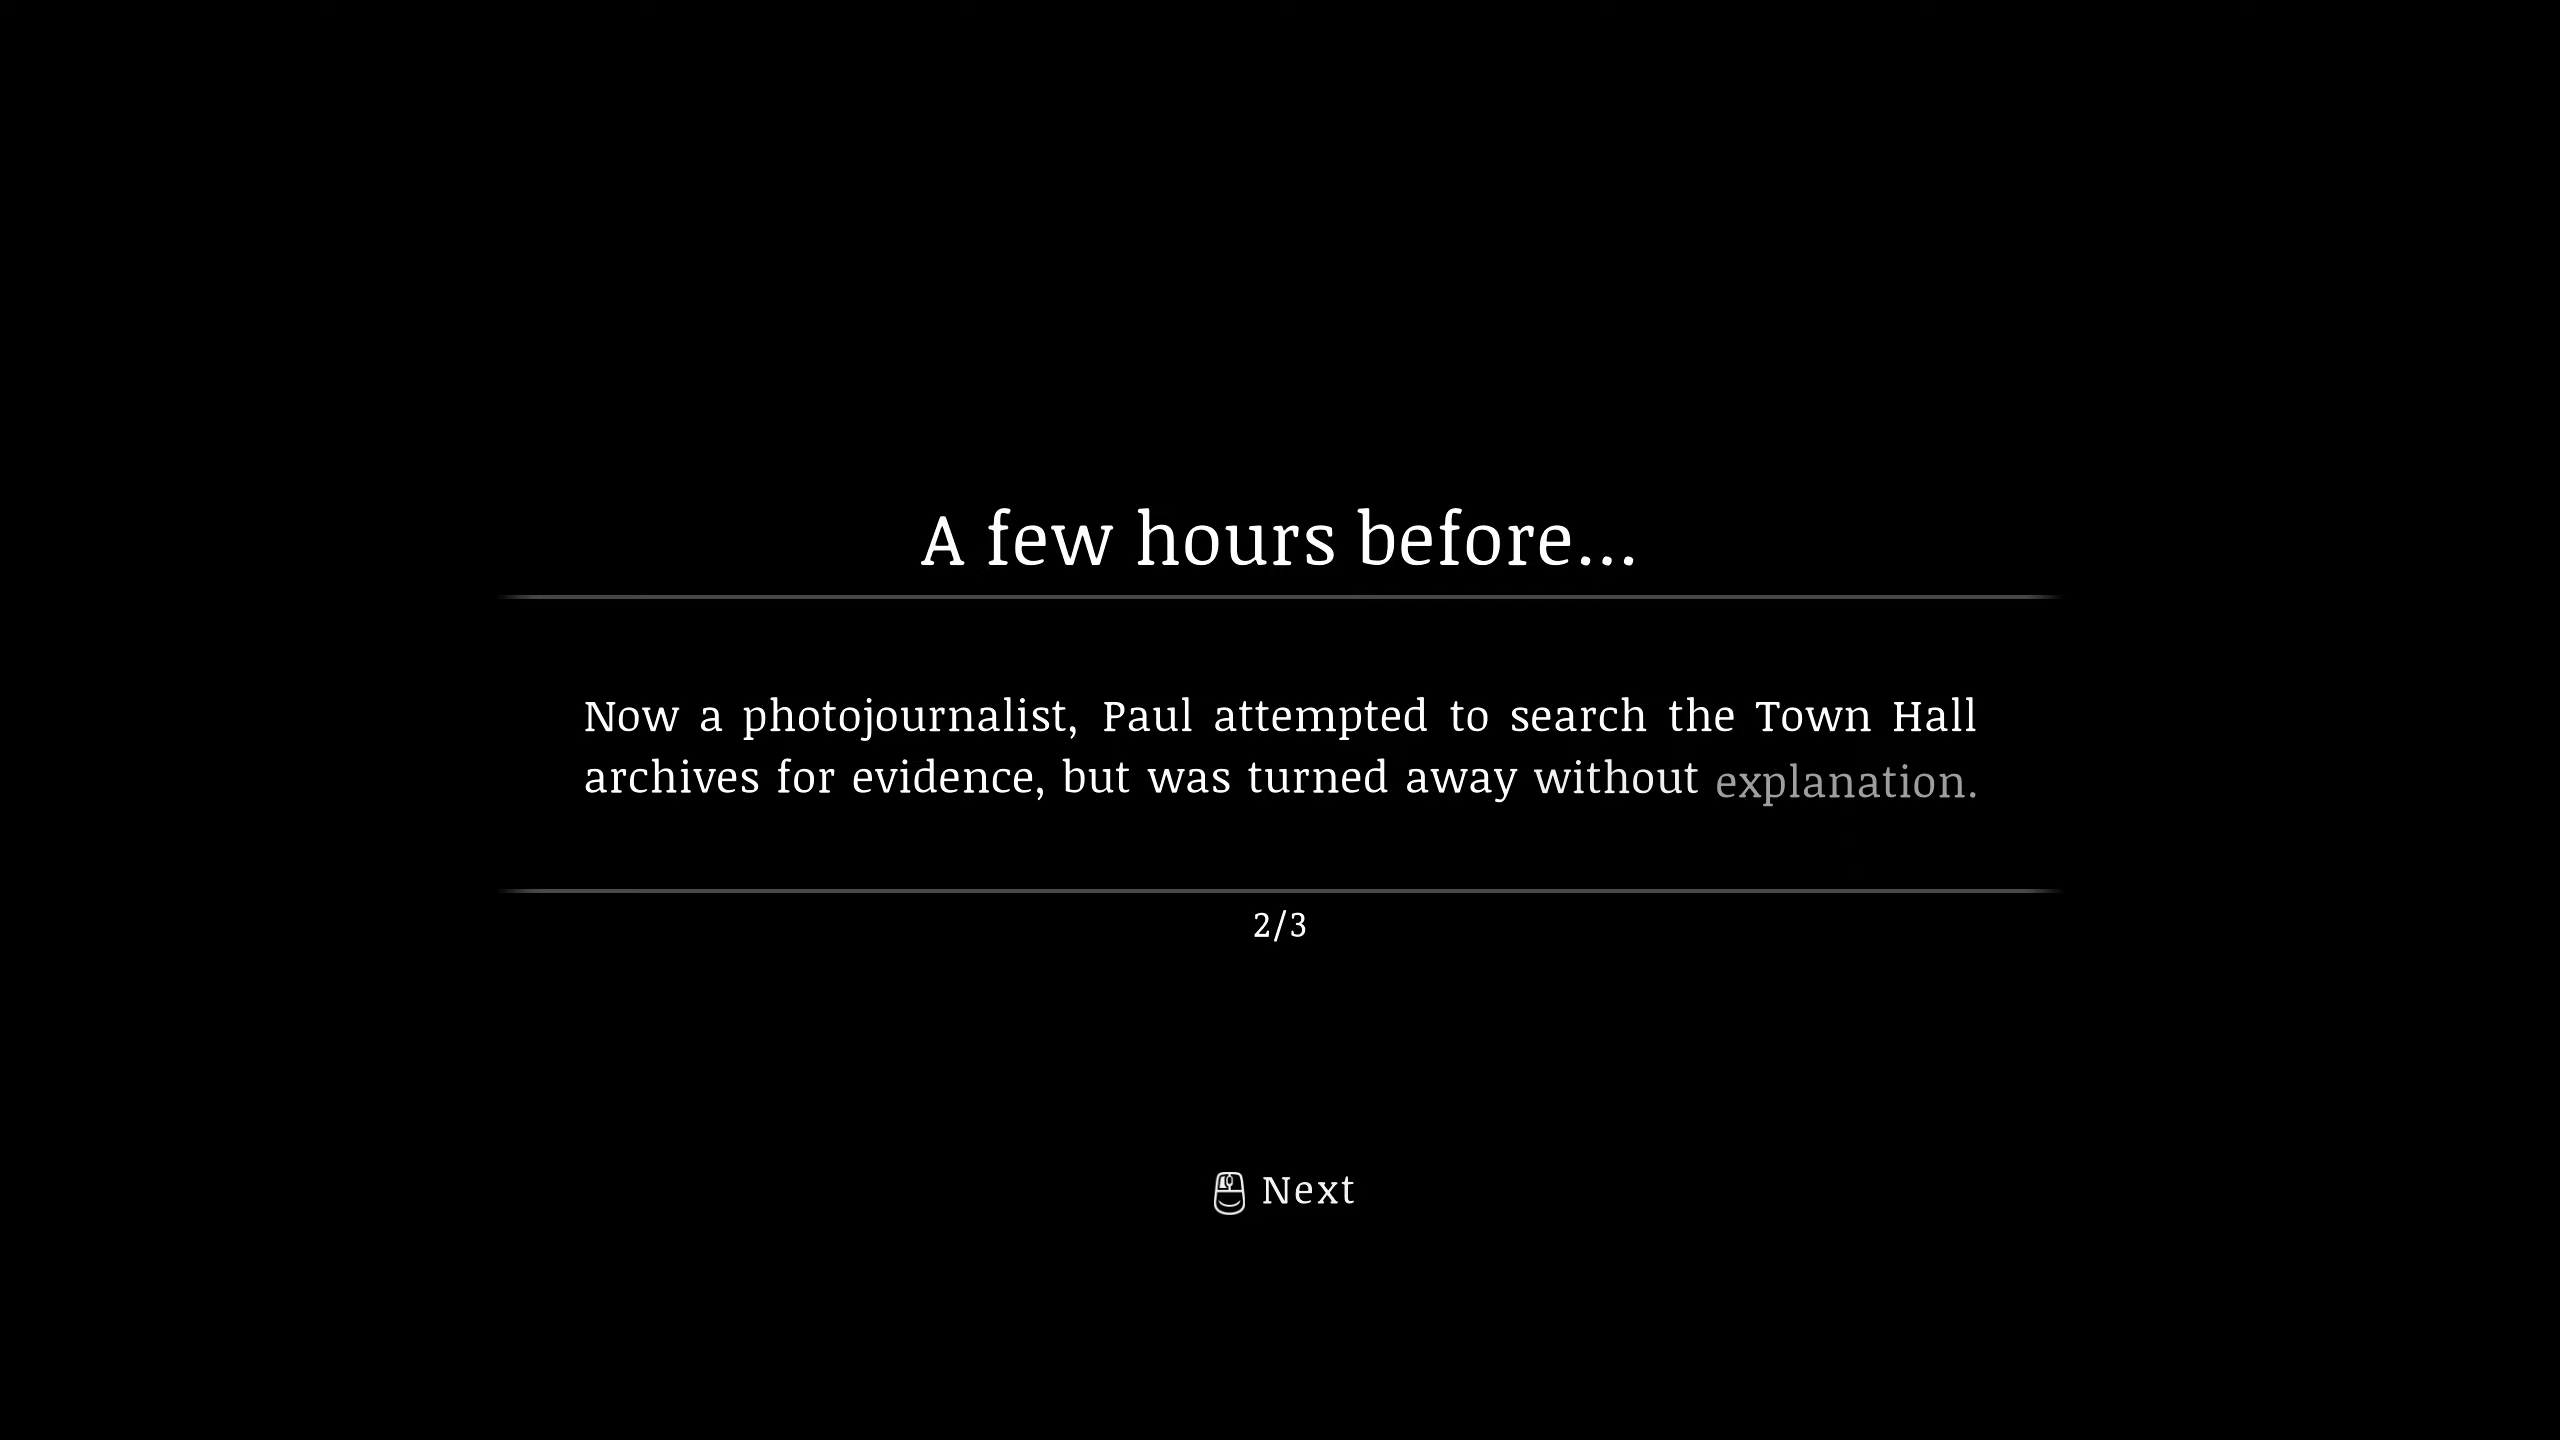 A few hours before...
Now a photojournalist, Paul attempted to search the Town Hall
archives for evidence, but was turned away without explanation.
2/3
Next